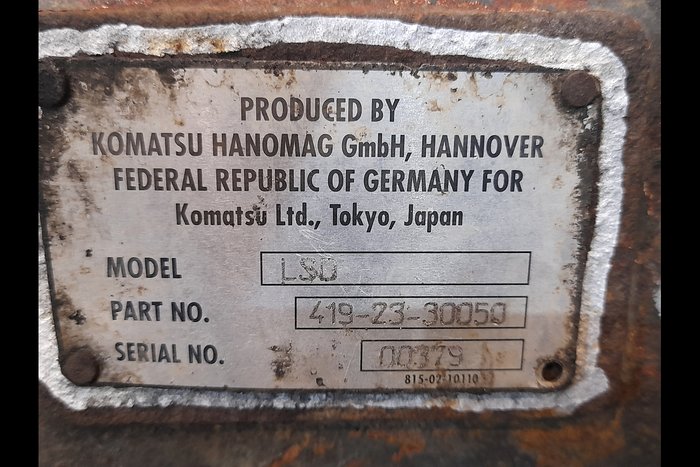 PRODUCED BY
KOMATSU HANOMAG GmbH, HANNOVER
FEDERAL REPUBLIC OF GERMANY FOR
Komatsu Ltd., Tokyo, Japan
MODEL LSD
PART NO. 419-23-30050
SERIAL NO. 00379
815-02-10110